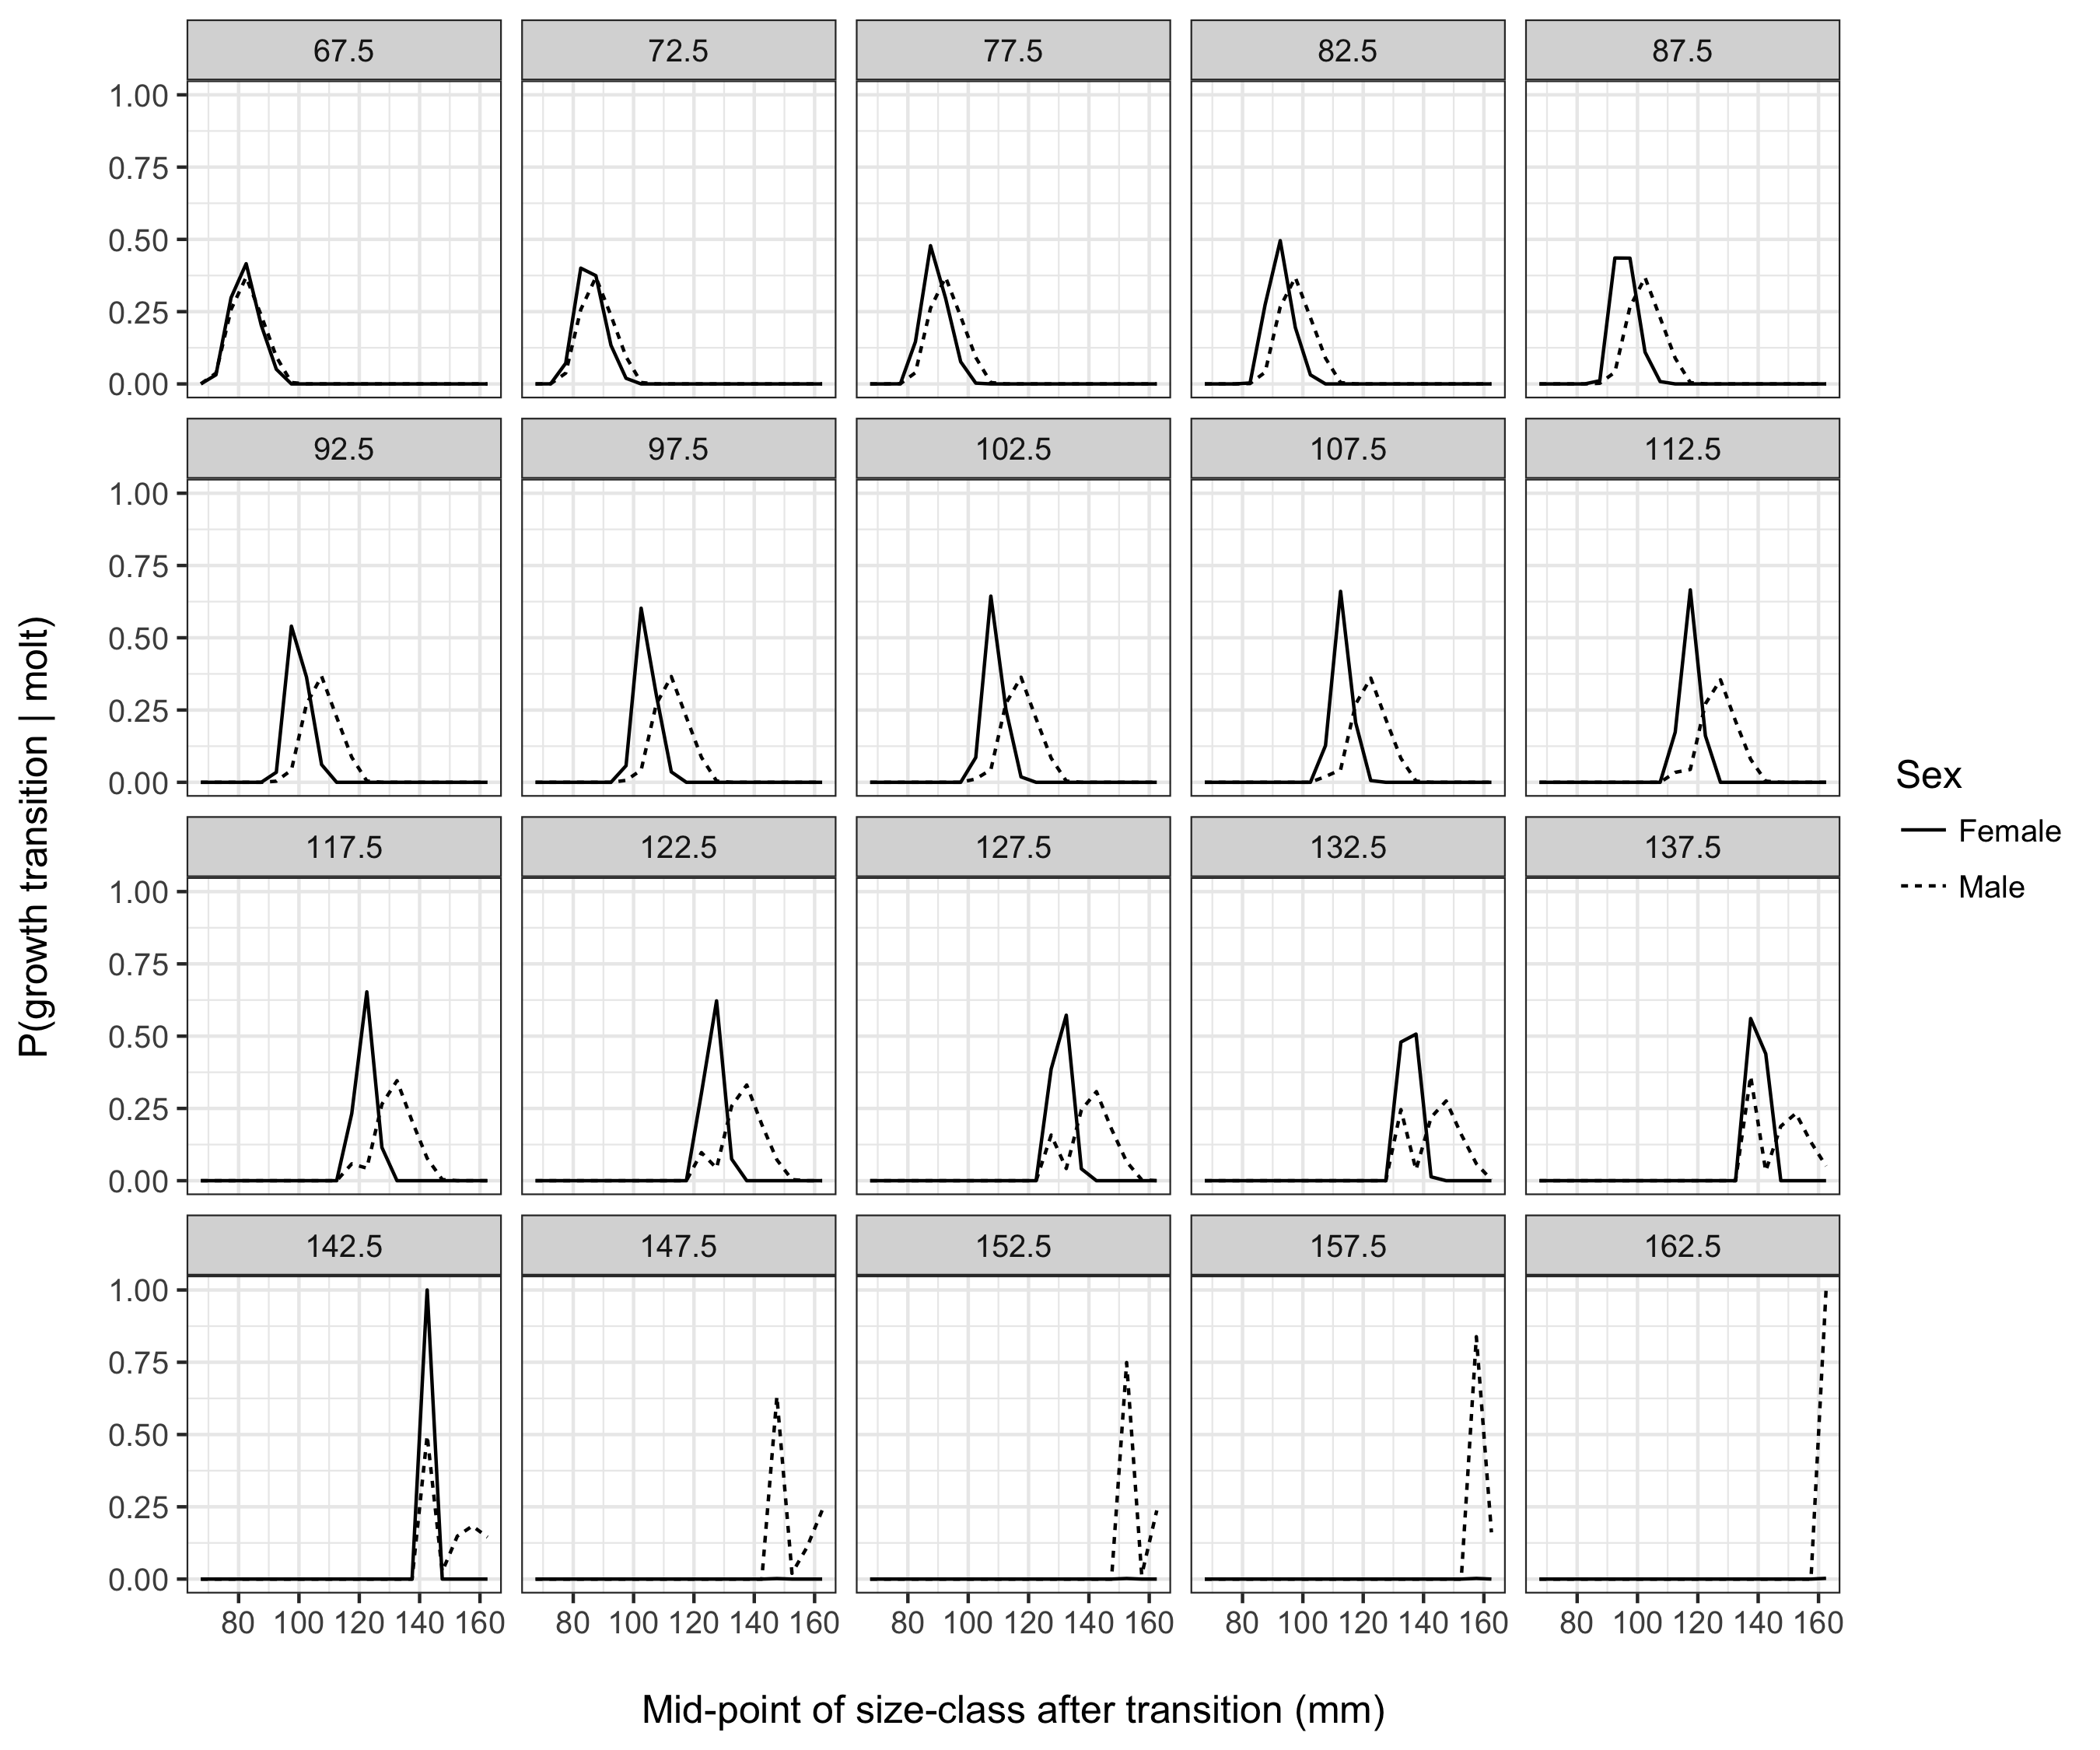 67.5 72.5 77.5 82.5 87.5
1.00
0.75
0.50
0.25
0.00
92.5 97.5 102.5 107.5 112.5
1.00
0.75
0.50
0.25
0.00
117.5 122.5 127.5 132.5 137.5
1.00
0.75
0.50
0.25
0.00
142.5 147.5 152.5 157.5 162.5
1.00
0.75
0.50
0.25
0.00
80 100 120 140 160 80 100 120 140 160 80 100 120 140 160 80 100 120 140 160 80 100 120 140 160
Mid-point of size-class after transition (mm)
P(growth transition | molt)
Sex
Female
Male